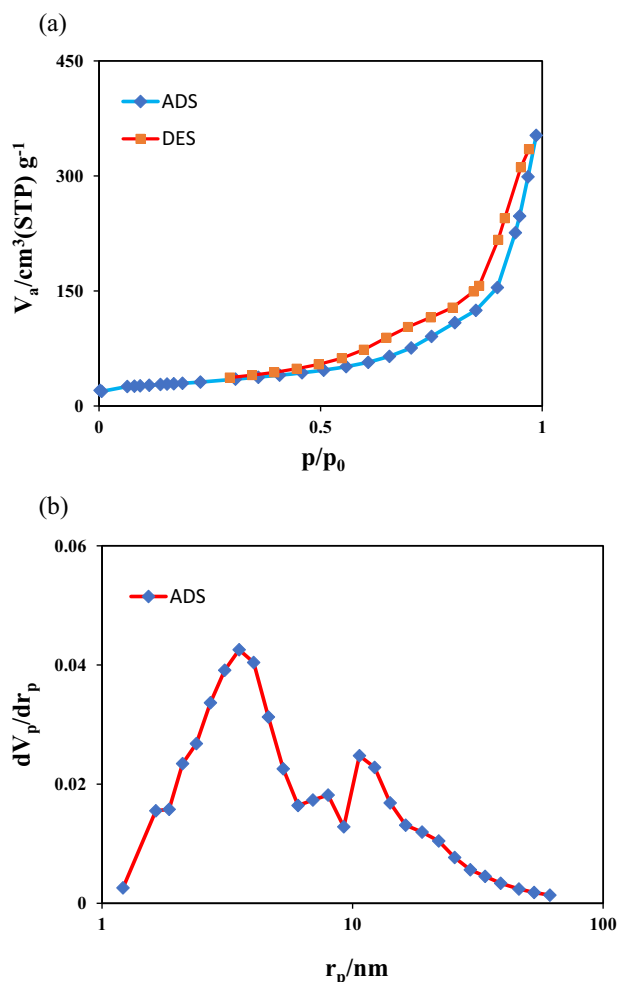 (a)
450
ADS
DES
300
Vₐ/cm³(STP) g⁻¹
150
0
0
0.5
1
p/p₀
(b)
0.06
ADS
0.04
dVₚ/drₚ
0.02
0
1
10
100
rₚ/nm